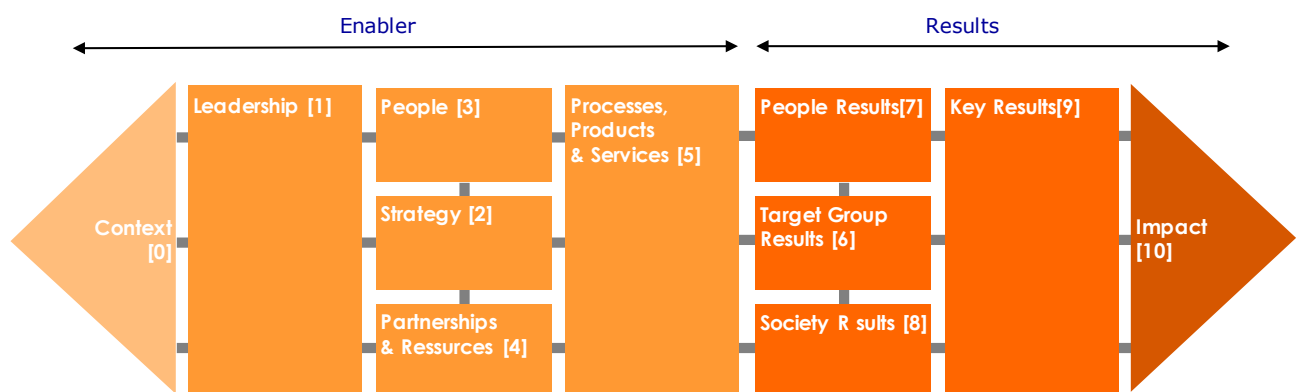 Enabler
Results
Leadership [1]
People [3]
Processes,
Products
& Services [5]
People Results[7]
Key Results[9]
Context
[0]
Strategy [2]
Target Group
Results [6]
Impact
[10]
Partnerships
& Ressurces [4]
Society R sults [8]